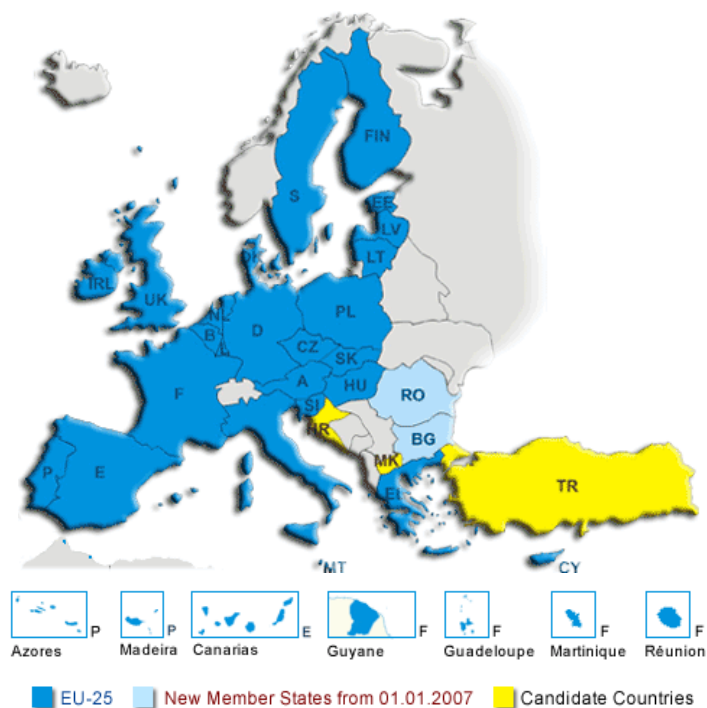 FIN
S
EE
LV
LT
DK
IRL
UK
NL
B
L
D
PL
CZ
SK
A
HU
F
SI
HR
RO
BG
MK
P
E
EL
TR
MT
CY
P
P
E
F
F
F
F
Azores
Madeira
Canarias
Guyane
Guadeloupe
Martinique
Réunion
EU-25 New Member States from 01.01.2007 Candidate Countries